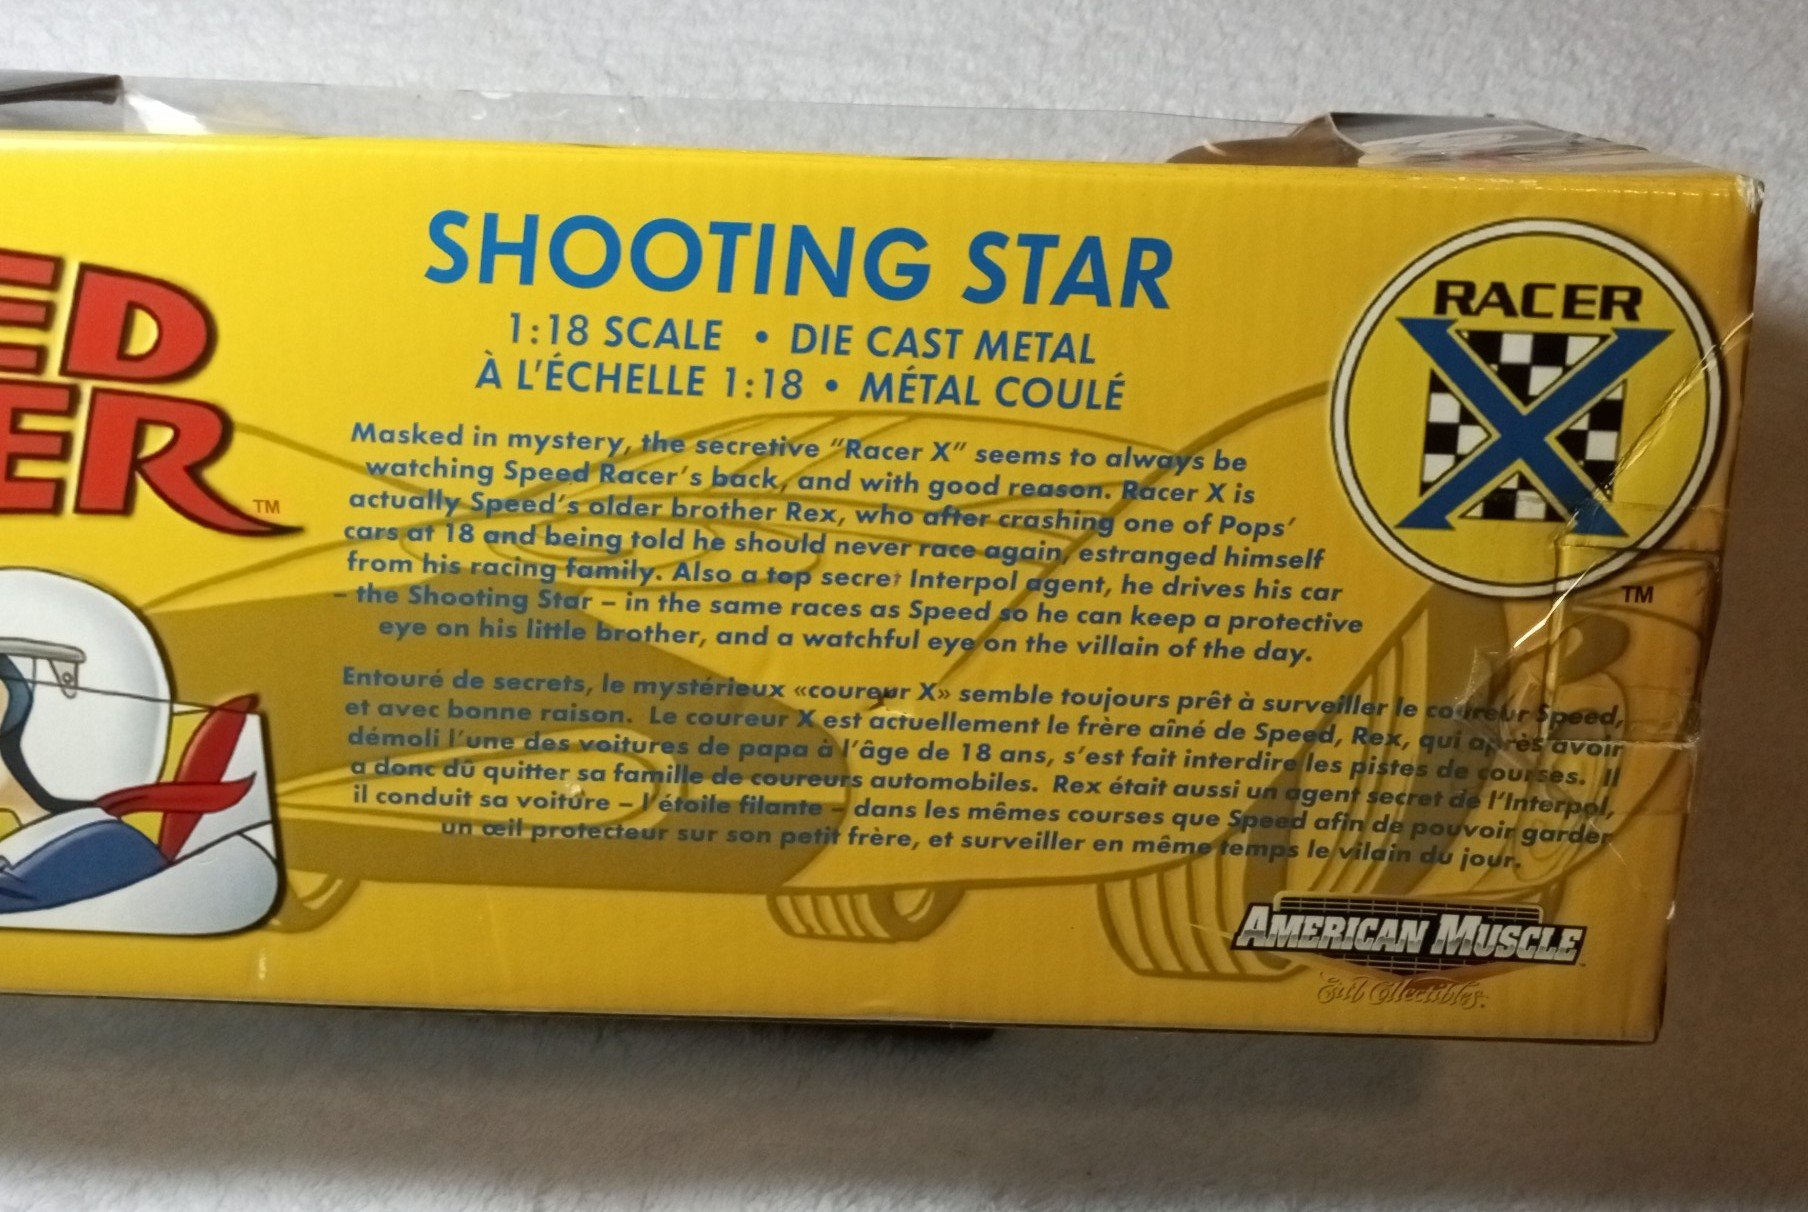 ED
ER
TM
SHOOTING STAR
1:18 SCALE • DIE CAST METAL
À L'ÉCHELLE 1:18 • MÉTAL COULÉ
Masked in mystery, the secretive "Racer X" seems to always be
watching Speed Racer's back, and with good reason. Racer X is
actually Speed's older brother Rex, who after crashing one of Pops'
cars at 18 and being told he should never race again, estranged himself
from his racing family. Also a top secret Interpol agent, he drives his car
– the Shooting Star – in the same races as Speed so he can keep a protective
eye on his little brother, and a watchful eye on the villain of the day.
Entouré de secrets, le mystérieux «coureur X» semble toujours prêt à surveiller le coureur Speed,
et avec bonne raison. Le coureur X est actuellement le frère aîné de Speed, Rex, qui après avoir
démoli l'une des voitures de papa à l'âge de 18 ans, s'est fait interdire les pistes de courses. Il
a donc dû quitter sa famille de coureurs automobiles. Rex était aussi un agent secret de l'Interpol,
il conduit sa voiture – l'étoile filante – dans les mêmes courses que Speed afin de pouvoir garder
un œil protecteur sur son petit frère, et surveiller en même temps le vilain du jour.
RACER
X
TM
AMERICAN MUSCLE
Ertl Collectibles